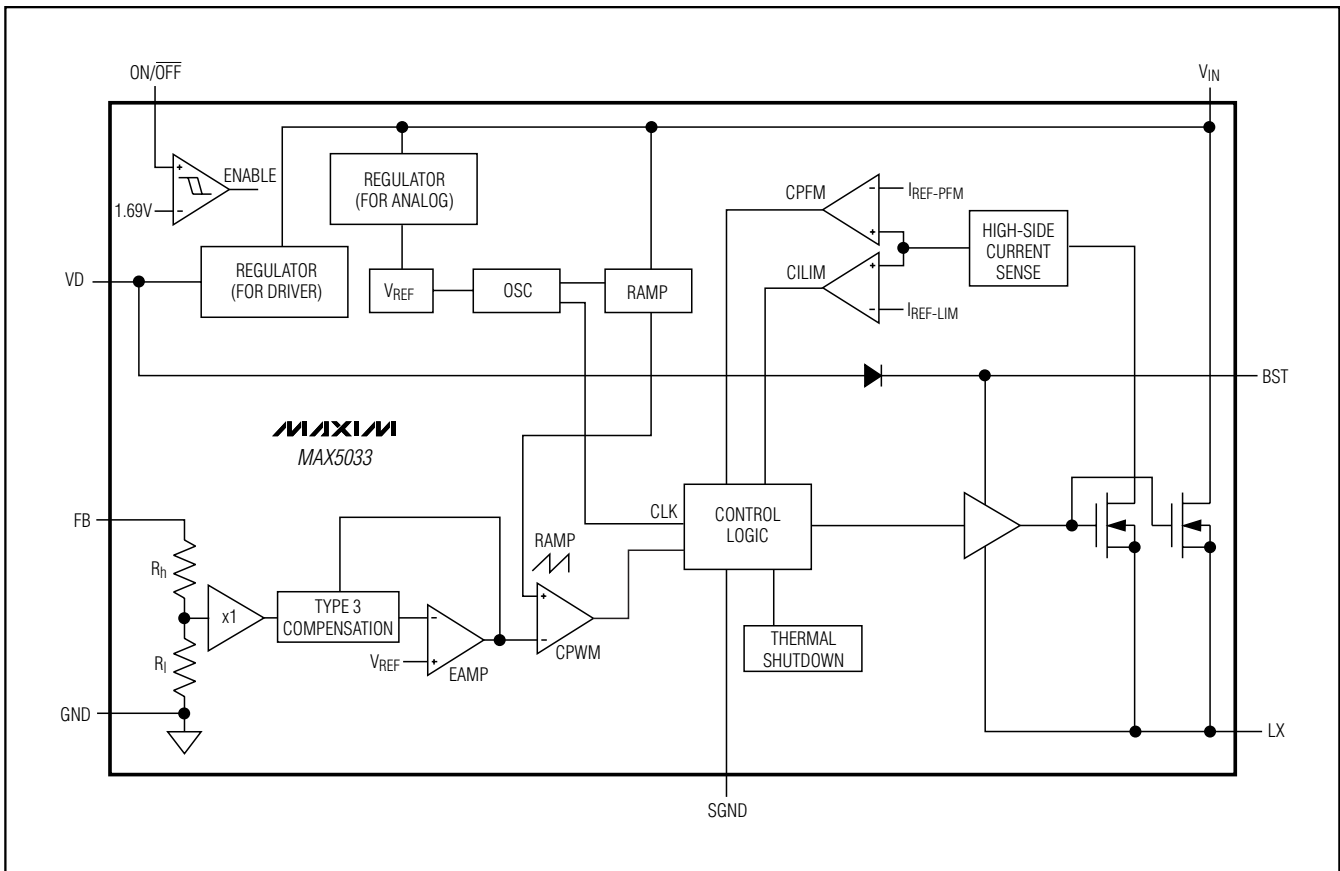 ON/OFF
VIN
ENABLE
1.69V
REGULATOR
(FOR ANALOG)
CPFM
IREF-PFM
HIGH-SIDE
CURRENT
SENSE
VD
REGULATOR
(FOR DRIVER)
VREF
OSC
RAMP
CILIM
IREF-LIM
BST
MAXIM
MAX5033
FB
Rh
x1
TYPE 3
COMPENSATION
VREF
EAMP
RAMP
CPWM
CLK
CONTROL
LOGIC
THERMAL
SHUTDOWN
Rl
GND
LX
SGND
+
-
+
-
+
-
-
+
+
-